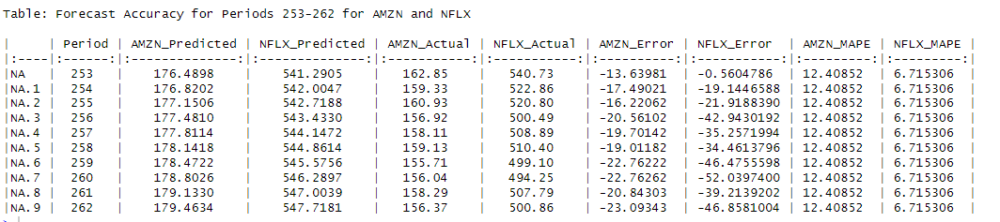 Table: Forecast Accuracy for Periods 253-262 for AMZN and NFLX
|     | Period | AMZN_Predicted | NFLX_Predicted | AMZN_Actual | NFLX_Actual | AMZN_Error | NFLX_Error  | AMZN_MAPE | NFLX_MAPE |
|:----|:------:|:--------------:|:--------------:|:-----------:|:-----------:|:----------:|:-----------:|:---------:|:---------:|
|NA   |  253   |    176.4898    |    541.2905    |   162.85    |   540.73    | -13.63981  | -0.5604786  | 12.40852  | 6.715306  |
|NA.1 |  254   |    176.8202    |    542.0047    |   159.33    |   522.86    | -17.49021  | -19.1446588 | 12.40852  | 6.715306  |
|NA.2 |  255   |    177.1506    |    542.7188    |   160.93    |   520.80    | -16.22062  | -21.9188390 | 12.40852  | 6.715306  |
|NA.3 |  256   |    177.4810    |    543.4330    |   156.92    |   500.49    | -20.56102  | -42.9430192 | 12.40852  | 6.715306  |
|NA.4 |  257   |    177.8114    |    544.1472    |   158.11    |   508.89    | -19.70142  | -35.2571994 | 12.40852  | 6.715306  |
|NA.5 |  258   |    178.1418    |    544.8614    |   159.13    |   510.40    | -19.01182  | -34.4613796 | 12.40852  | 6.715306  |
|NA.6 |  259   |    178.4722    |    545.5756    |   155.71    |   499.10    | -22.76222  | -46.4755598 | 12.40852  | 6.715306  |
|NA.7 |  260   |    178.8026    |    546.2897    |   156.04    |   494.25    | -22.76262  | -52.0397400 | 12.40852  | 6.715306  |
|NA.8 |  261   |    179.1330    |    547.0039    |   158.29    |   507.79    | -20.84303  | -39.2139202 | 12.40852  | 6.715306  |
|NA.9 |  262   |    179.4634    |    547.7181    |   156.37    |   500.86    | -23.09343  | -46.8581004 | 12.40852  | 6.715306  |